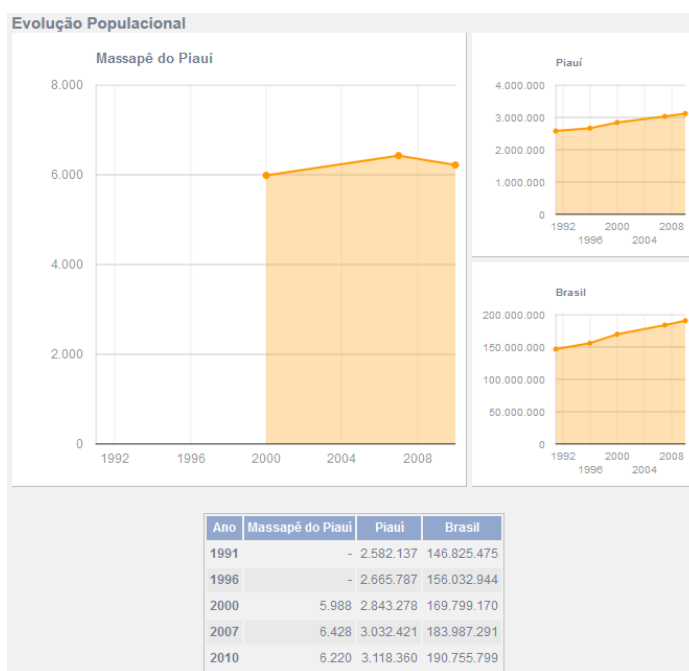 Evolução Populacional
Massapê do Piauí
8.000
6.000
4.000
2.000
0
1992 1996 2000 2004 2008
Piauí
4.000.000
3.000.000
2.000.000
1.000.000
0
1992 2000 2008
1996 2004
Brasil
200.000.000
150.000.000
100.000.000
50.000.000
0
1992 2000 2008
1996 2004
Ano Massapê do Piauí Piauí Brasil
1991 - 2.582.137 146.825.475
1996 - 2.665.787 156.032.944
2000 5.988 2.843.278 169.799.170
2007 6.428 3.032.421 183.987.291
2010 6.220 3.118.360 190.755.799